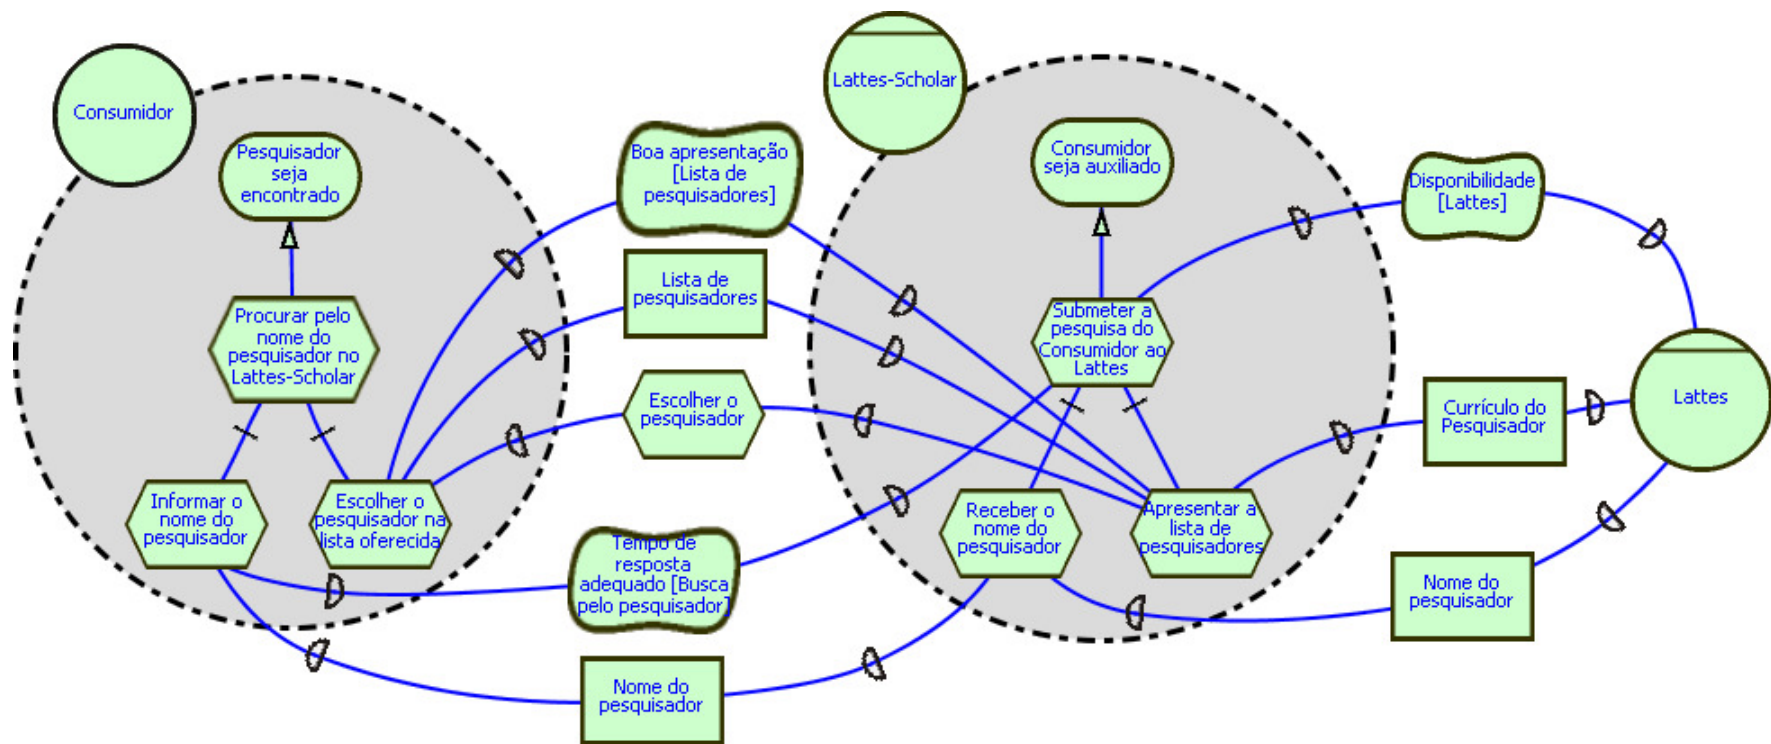 Consumidor
Pesquisador
seja
encontrado
Procurar pelo
nome do
pesquisador no
Lattes-Scholar
Informar o
nome do
pesquisador
Escolher o
pesquisador na
lista oferecida
Boa apresentação
[Lista de
pesquisadores]
Lista de
pesquisadores
Escolher o
pesquisador
Tempo de
resposta
adequado [Busca
pelo pesquisador]
Nome do
pesquisador
Lattes-Scholar
Consumidor
seja auxiliado
Submeter a
pesquisa do
Consumidor ao
Lattes
Receber o
nome do
pesquisador
Apresentar a
lista de
pesquisadores
Disponibilidade
[Lattes]
Currículo do
Pesquisador
Nome do
pesquisador
Lattes